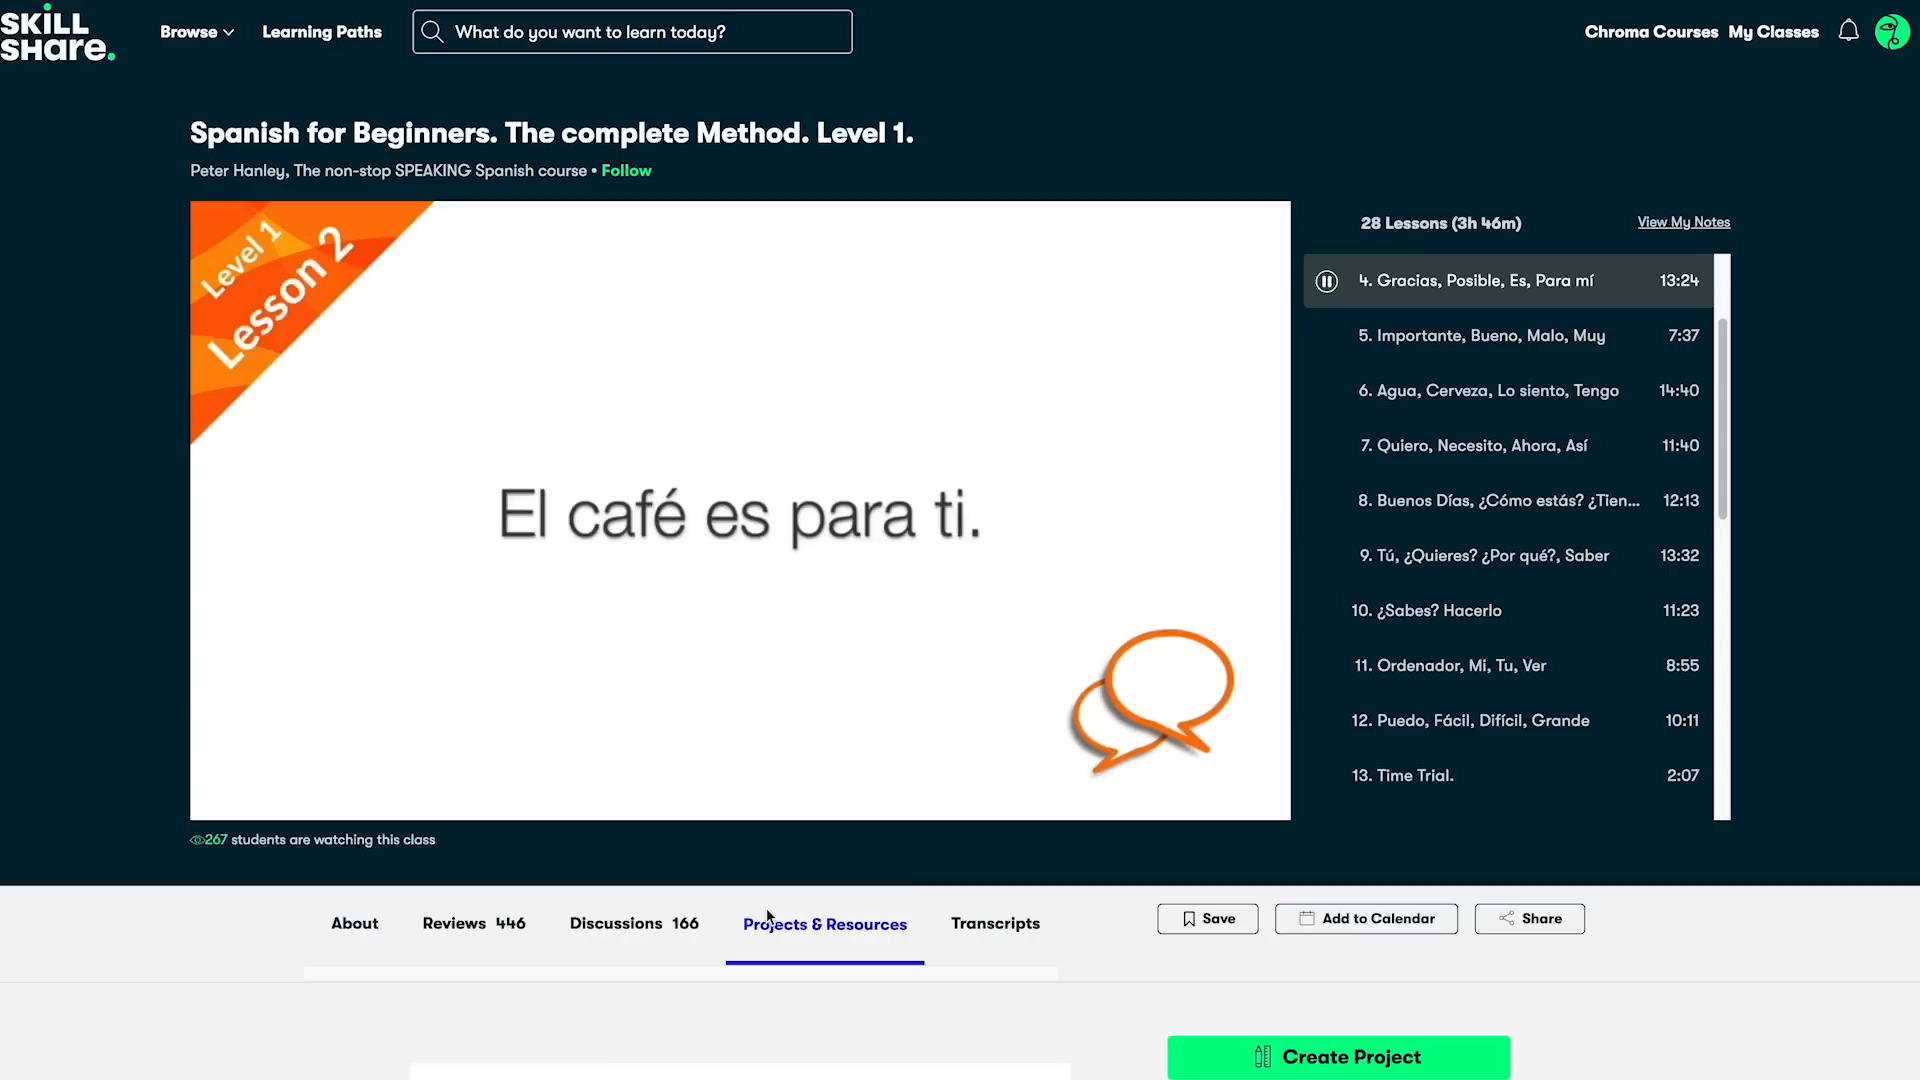 SKILL
SHARE.
Browse
Learning Paths
What do you want to learn today?
Chroma Courses
My Classes
Spanish for Beginners. The complete Method. Level 1.
Peter Hanley, The non-stop SPEAKING Spanish course • Follow
Level 1
Lesson 2
El café es para ti.
28 Lessons (3h 46m)
View My Notes
4. Gracias, Posible, Es, Para mí 13:24
5. Importante, Bueno, Malo, Muy 7:37
6. Agua, Cerveza, Lo siento, Tengo 14:40
7. Quiero, Necesito, Ahora, Así 11:40
8. Buenos Días, ¿Cómo estás? ¿Tien... 12:13
9. Tú, ¿Quieres? ¿Por qué?, Saber 13:32
10. ¿Sabes? Hacerlo 11:23
11. Ordenador, Mi, Tu, Ver 8:55
12. Puedo, Fácil, Difícil, Grande 10:11
13. Time Trial. 2:07
267 students are watching this class
About
Reviews 446
Discussions 166
Projects & Resources
Transcripts
Save
Add to Calendar
Share
Create Project